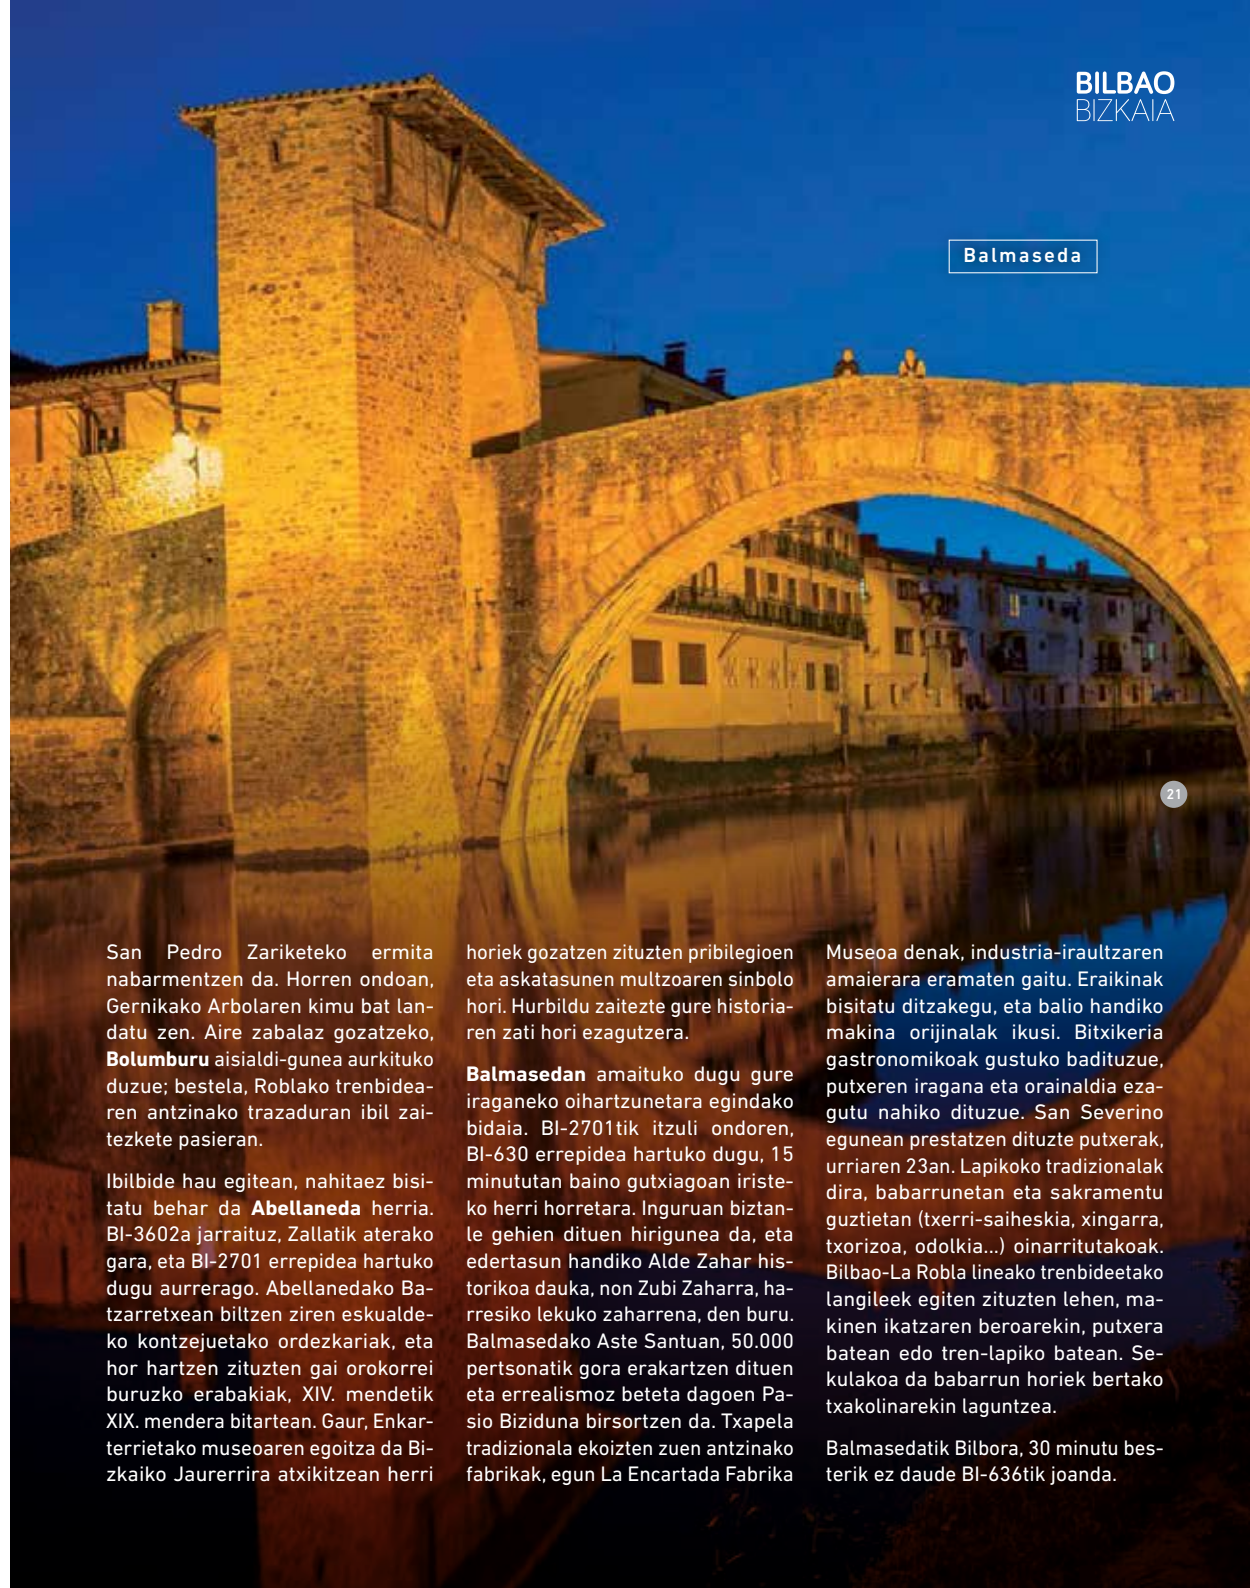 BILBAO
BIZKAIA
Balmaseda
21
San Pedro Zariketeko ermita
nabarmentzen da. Horren ondoan,
Gernikako Arbolaren kimu bat lan-
datu zen. Aire zabalaz gozatzeko,
Bolumburu aisialdi-gunea aurkituko
duzue; bestela, Roblako trenbidea-
ren antzinako trazaduran ibil zai-
tezkete pasieran.
Ibilbide hau egitean, nahitaez bisi-
tatu behar da Abellaneda herria.
BI-3602a jarraituz, Zallatik aterako
gara, eta BI-2701 errepidea hartuko
dugu aurrerago. Abellanedako Ba-
tzarretxean biltzen ziren eskualde-
ko kontzejuetako ordezkariak, eta
hor hartzen zituzten gai orokorrei
buruzko erabakiak, XIV. mendetik
XIX. mendera bitartean. Gaur, Enkar-
terrietako museoaren egoitza da Bi-
zkaiko Jaurerrira atxikitzean herri
horiek gozatzen zituzten pribilegioen
eta askatasunen multzoaren sinbolo
hori. Hurbildu zaitezte gure historia-
ren zati hori ezagutzera.
Balmasedan amaituko dugu gure
iraganeko oihartzunetara egindako
bidaia. BI-2701tik itzuli ondoren,
BI-630 errepidea hartuko dugu, 15
minututan baino gutxiagoan iriste-
ko herri horretara. Inguruan biztan-
le gehien dituen hirigunea da, eta
edertasun handiko Alde Zahar his-
torikoa dauka, non Zubi Zaharra, ha-
rresiko lekuko zaharrena, den buru.
Balmasedako Aste Santuan, 50.000
pertsonatik gora erakartzen dituen
eta errealismoz beteta dagoen Pa-
sio Biziduna birsortzen da. Txapela
tradizionala ekoizten zuen antzinako
fabrikak, egun La Encartada Fabrika
Museoa denak, industria-iraultzaren
amaierara eramaten gaitu. Eraikinak
bisitatu ditzakegu, eta balio handiko
makina orijinalak ikusi. Bitxikeria
gastronomikoak gustuko badituzue,
putxeren iragana eta orainaldia eza-
gutu nahiko dituzue. San Severino
egunean prestatzen dituzte putxerak,
urriaren 23an. Lapikoko tradizionalak
dira, babarrunetan eta sakramentu
guztietan (txerri-saiheskia, xingarra,
txorizoa, odolkia...) oinarritutakoak.
Bilbao-La Robla lineako trenbideetako
langileek egiten zituzten lehen, ma-
kinen ikatzaren beroarekin, putxera
batean edo tren-lapiko batean. Se-
kulakoa da babarrun horiek bertako
txakolinarekin laguntzea.
Balmasedatik Bilbora, 30 minutu bes-
terik ez daude BI-636tik joanda.